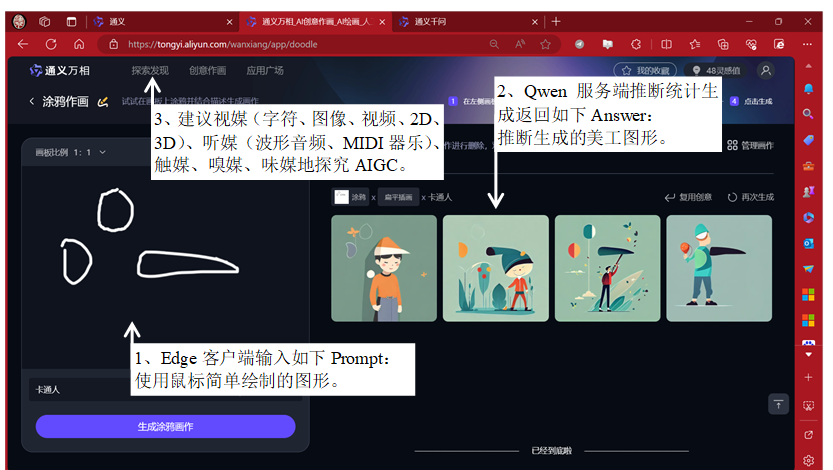 通义
通义万相_AI创意作画_AI绘画_人
通义千问
https://tongyi.aliyun.com/wanxiang/app/doodle
通义万相
探索发现
创意作画
应用广场
我的收藏
48灵感值
涂鸦作画
试试在画板上涂鸦并结合描述生成作画
1 在左侧画板
4 点击生成
2、Qwen 服务端推断统计生
成返回如下 Answer:
推断生成的美工图形。
3、建议视媒(字符、图像、视频、2D、
3D)、听媒(波形音频、MIDI 器乐)、
触媒、嗅媒、味媒地探究 AIGC。
画板比例 1:1
作进行删除,
管理画作
涂鸦 x 扁平插画 x 卡通人
复用创意
再次生成
1、Edge 客户端输入如下 Prompt:
使用鼠标简单绘制的图形。
卡通人
生成涂鸦画作
已经到底啦